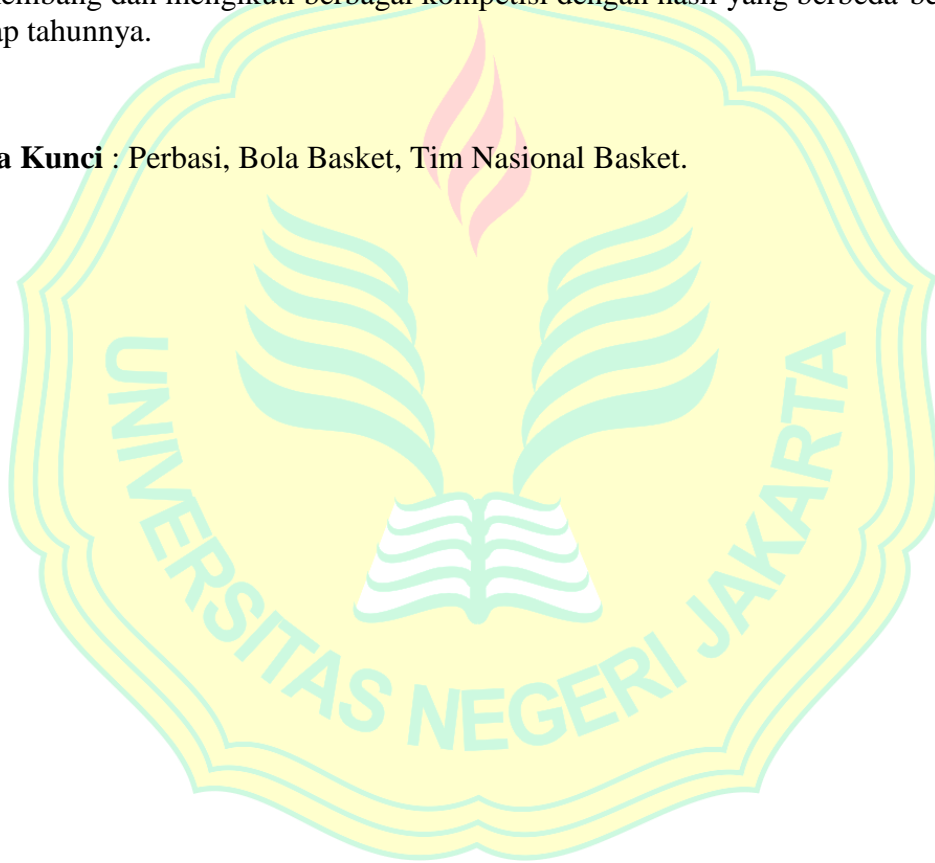 embang dan mengikuti berbagai kompetisi dengan hasil yang berbeda-be
ap tahunnya.
a Kunci : Perbasi, Bola Basket, Tim Nasional Basket.
UNIVERSITAS NEGERI JAKARTA